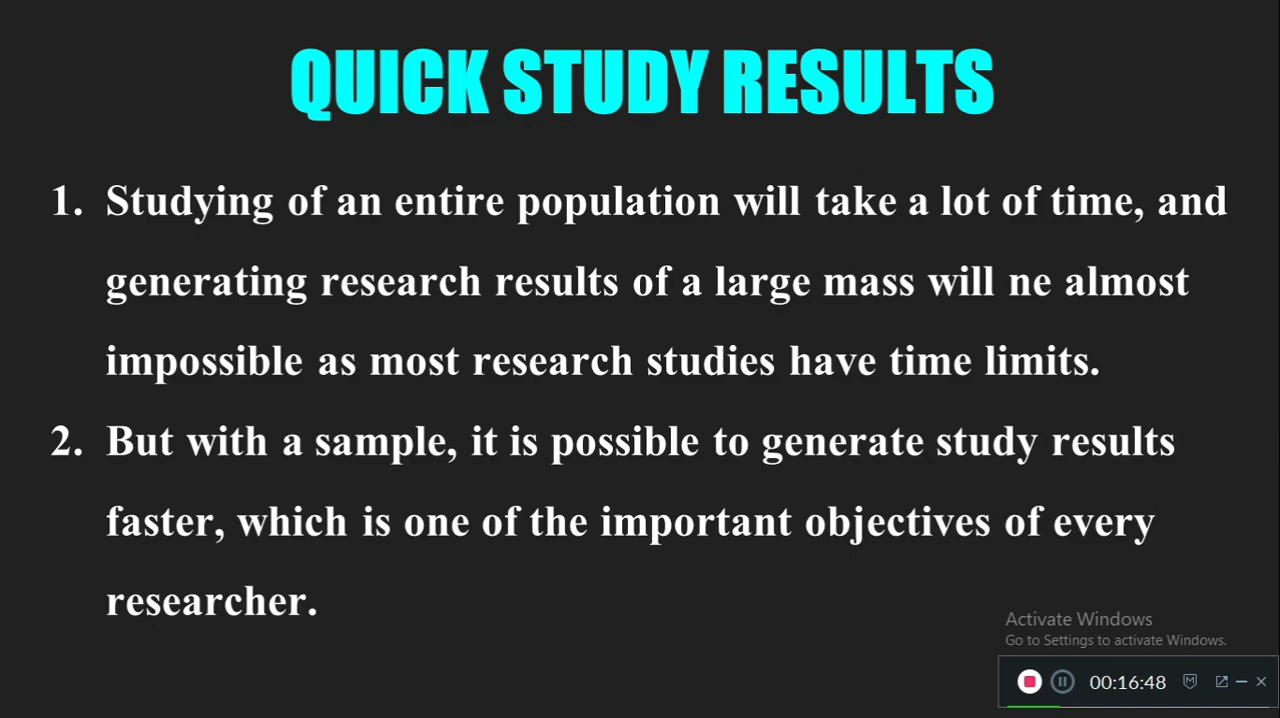 QUICK STUDY RESULTS
1. Studying of an entire population will take a lot of time, and
generating research results of a large mass will ne almost
impossible as most research studies have time limits.
2. But with a sample, it is possible to generate study results
faster, which is one of the important objectives of every
researcher.
Activate Windows
Go to Settings to activate Windows.
00:16:48